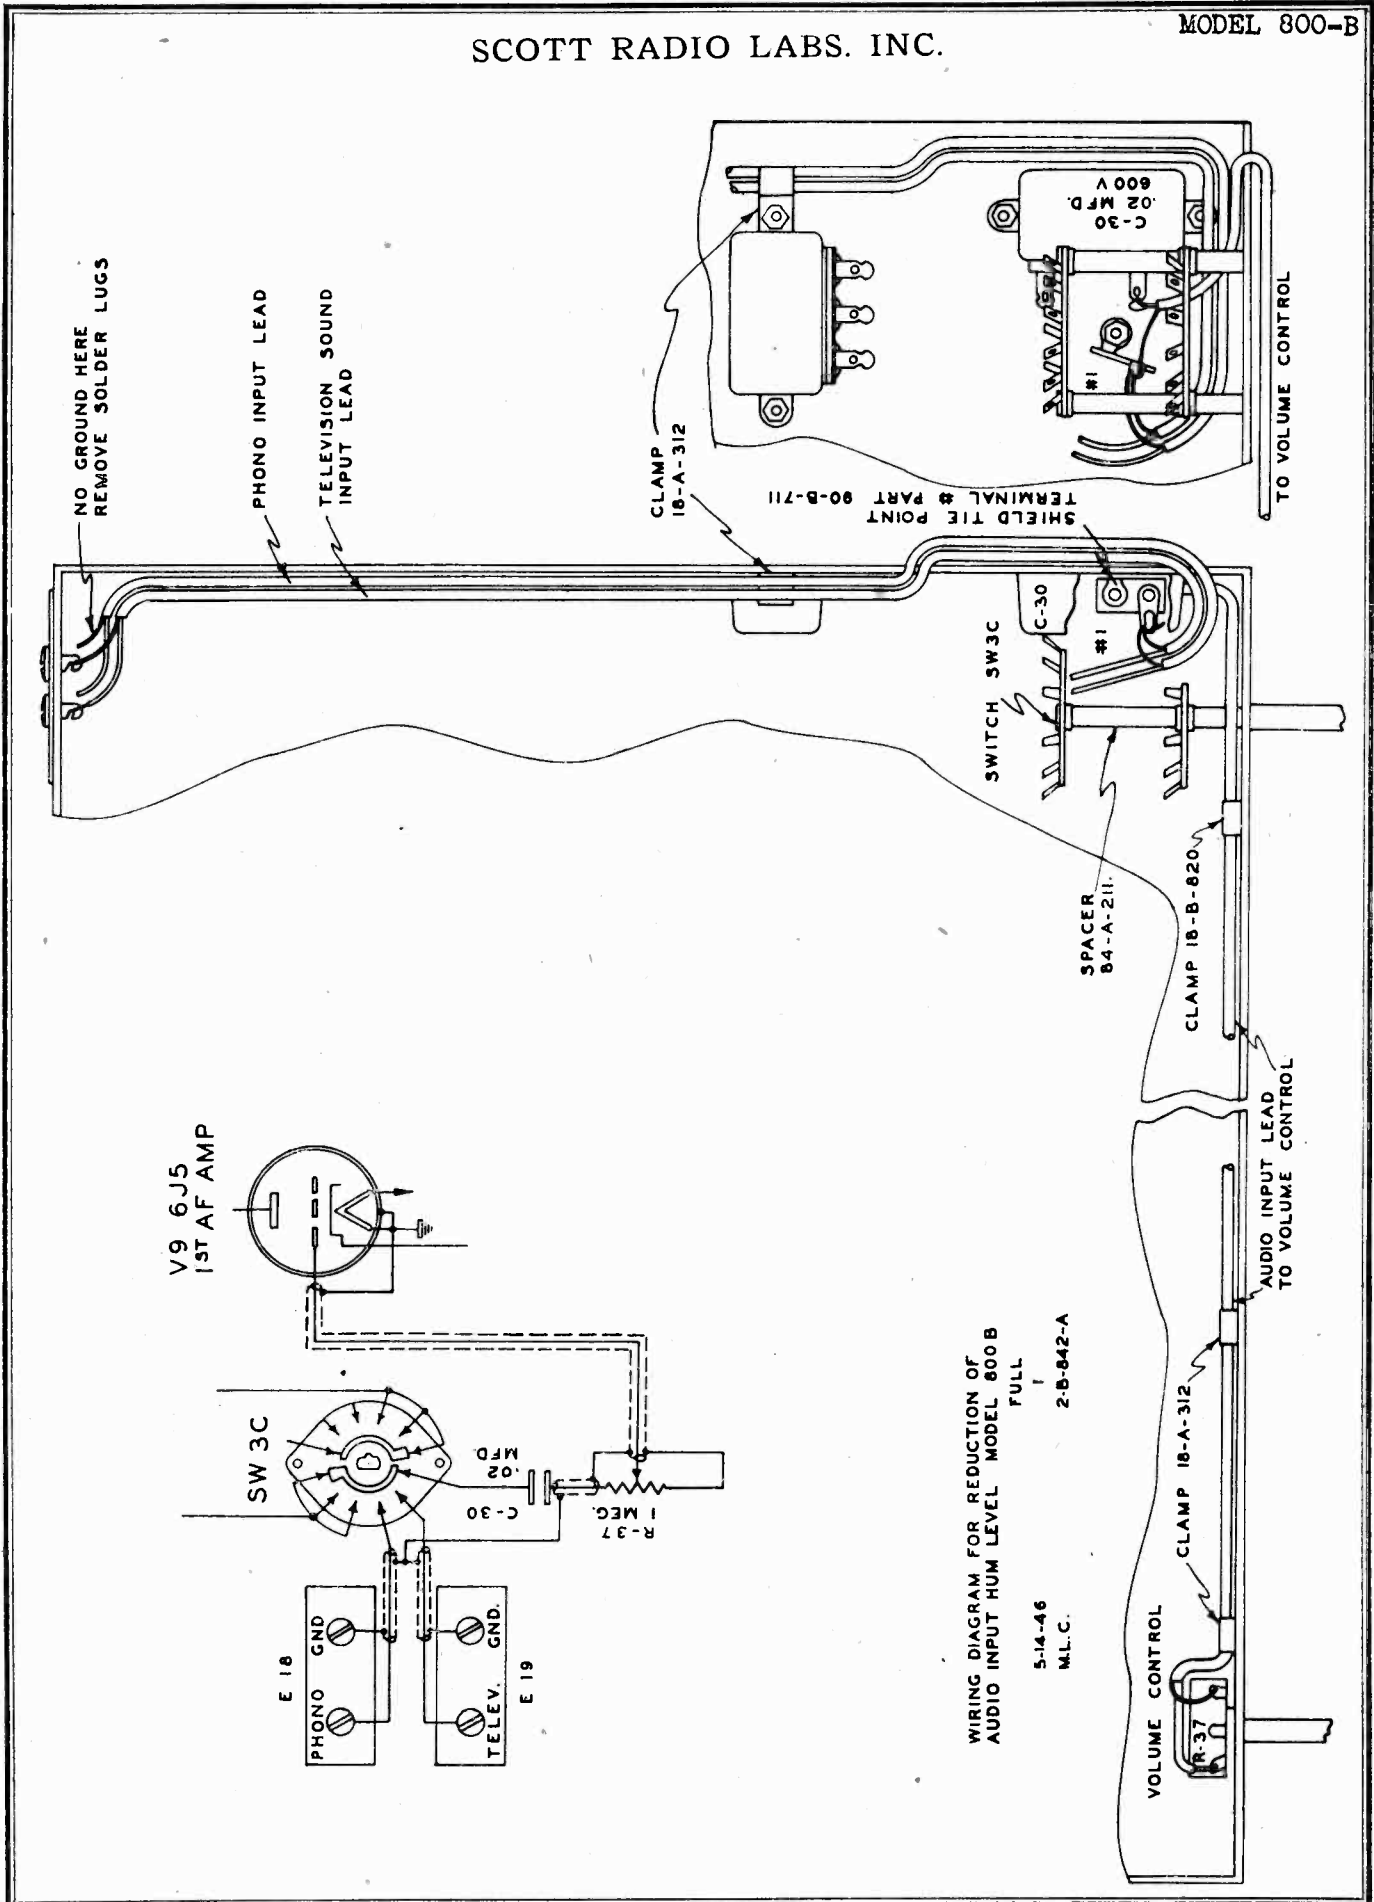 MODEL 800-B
SCOTT RADIO LABS. INC.
NO GROUND HERE
REMOVE SOLDER LUGS
PHONO INPUT LEAD
TELEVISION SOUND
INPUT LEAD
CLAMP
18-A-312
C-30
.02 MFD.
600 V
#1
TO VOLUME CONTROL
SHIELD TIE POINT
TERMINAL # PART 90-B-711
SWITCH SW3C
C-30
#1
SPACER
84-A-211.
CLAMP 18-B-820
V9 6J5
1ST AF AMP
SW 3C
.02
MFD.
C-30
R-37
1 MEG.
E 18
PHONO GND
TELEV. GND.
E 19
WIRING DIAGRAM FOR REDUCTION OF
AUDIO INPUT HUM LEVEL MODEL 800B
FULL
1
5-14-46
M.L.C.
2-B-842-A
AUDIO INPUT LEAD
TO VOLUME CONTROL
CLAMP 18-A-312
VOLUME CONTROL
R-37